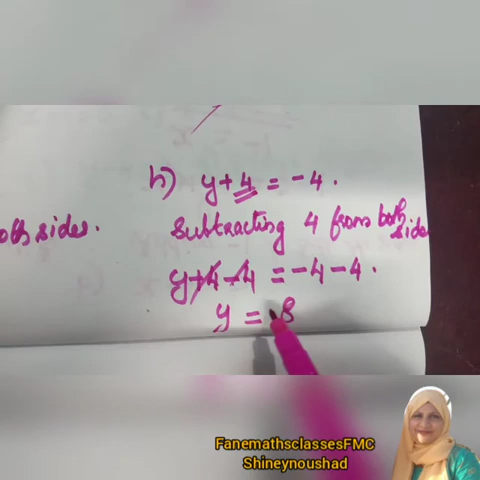 h) y + 4 = -4.
oth sides.
Subtracting 4 from both sides
y+4-4 = -4-4.
y = 8
FanemathsclassesFMC
Shineynoushad